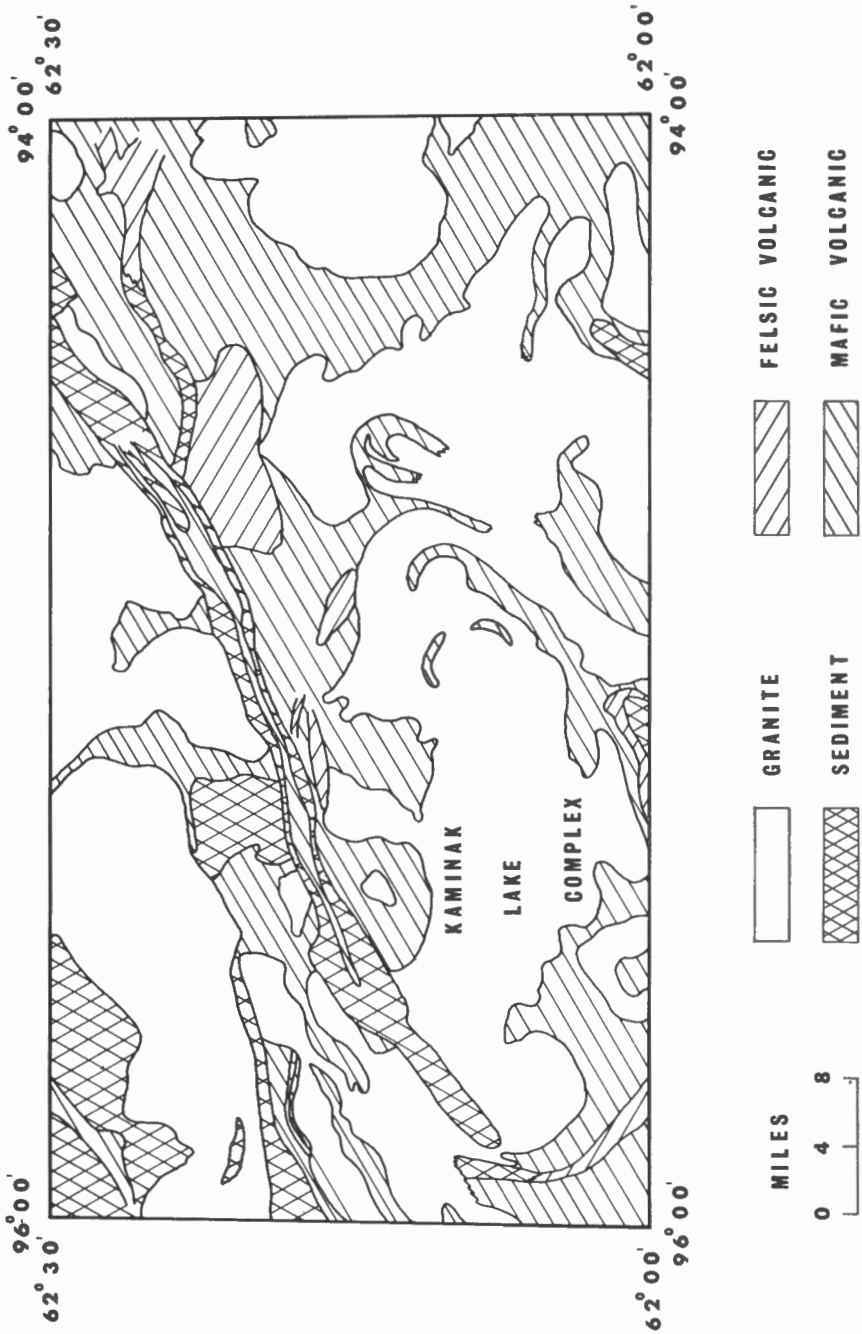 96° 00'
94° 00'
62° 30'
62° 30'
KAMINAK
LAKE
COMPLEX
62° 00'
62° 00'
96° 00'
94° 00'
MILES
0 4 8
GRANITE
FELSIC VOLCANIC
SEDIMENT
MAFIC VOLCANIC